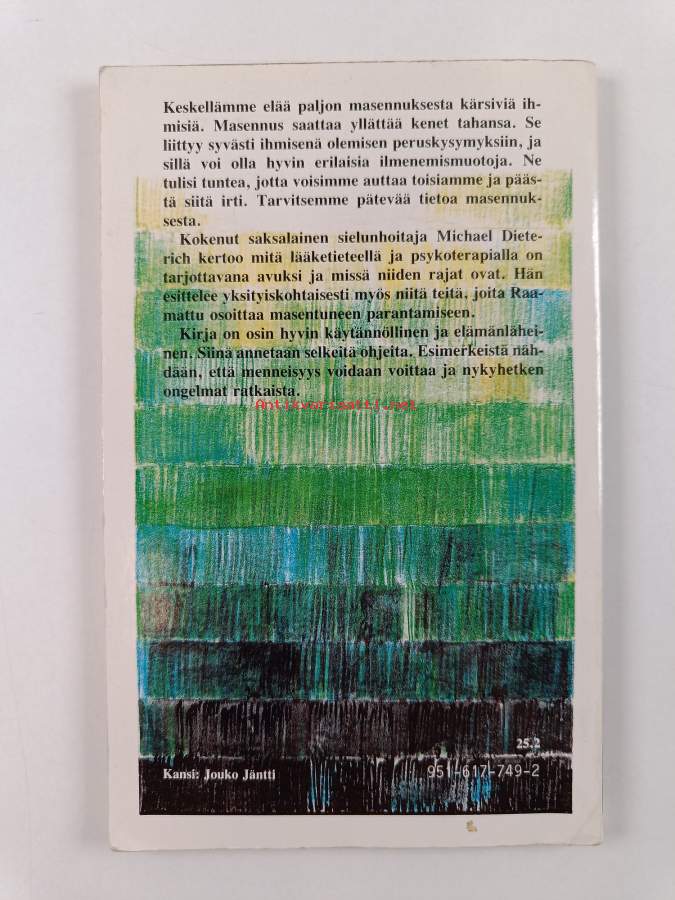 Keskellämme elää paljon masennuksesta kärsiviä ih-
misiä. Masennus saattaa yllättää kenet tahansa. Se
liittyy syvästi ihmisenä olemisen peruskysymyksiin, ja
sillä voi olla hyvin erilaisia ilmenemismuotoja. Ne
tulisi tuntea, jotta voisimme auttaa toisiamme ja pääs-
tä siitä irti. Tarvitsemme pätevää tietoa masennuk-
sesta.
Kokenut saksalainen sielunhoitaja Michael Diete-
rich kertoo mitä lääketieteellä ja psykoterapialla on
tarjottavana avuksi ja missä niiden rajat ovat. Hän
esittelee yksityiskohtaisesti myös niitä teitä, joita Raa-
mattu osoittaa masentuneen parantamiseen.
Kirja on osin hyvin käytännöllinen ja elämänlähei-
nen. Siinä annetaan selkeitä ohjeita. Esimerkeistä näh-
dään, että menneisyys voidaan voittaa ja nykyhetken
ongelmat ratkaista.
Antikvariaatti.net
25.2
Kansi: Jouko Jäntti
951-617-749-2